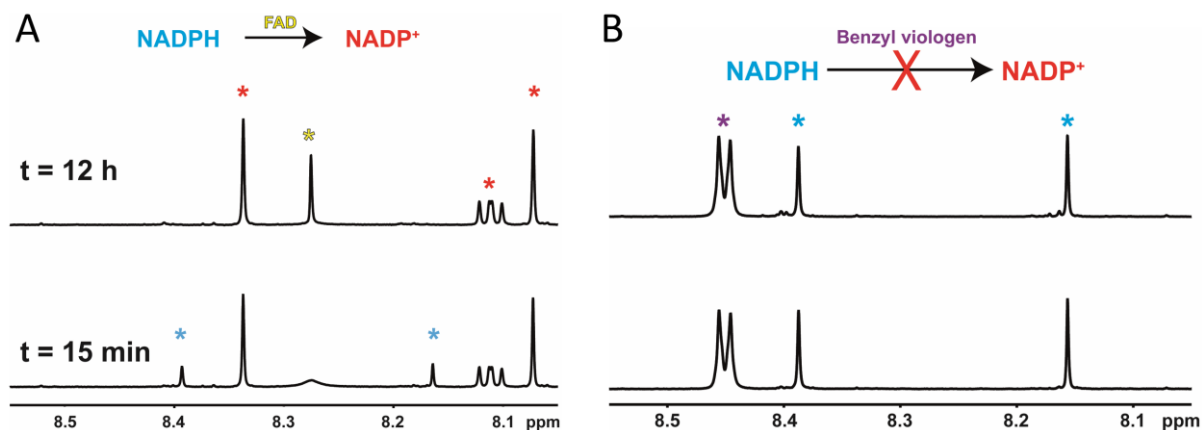 A
FAD
NADPH NADP⁺
* * *
*
t = 12 h
* *
t = 15 min
8.5 8.4 8.3 8.2 8.1 ppm
B
Benzyl viologen
NADPH X NADP⁺
* * *
8.5 8.4 8.3 8.2 8.1 ppm